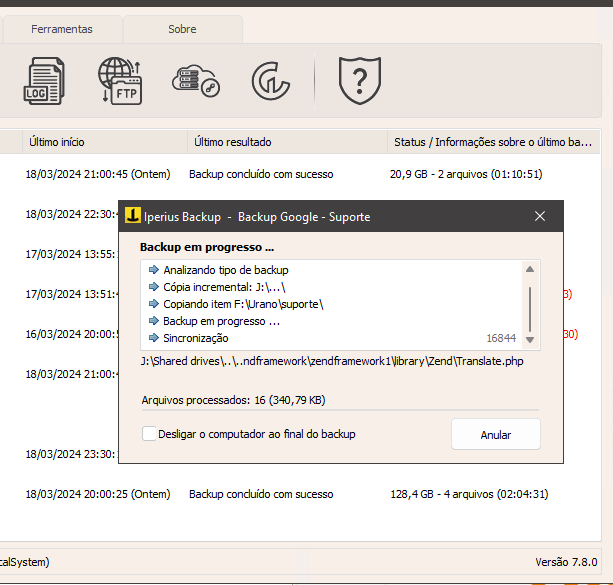 Ferramentas Sobre
LOG FTP
Último início Último resultado Status / Informações sobre o último ba...
18/03/2024 21:00:45 (Ontem) Backup concluído com sucesso 20,9 GB - 2 arquivos (01:10:51)
18/03/2024 22:30:4
Iperius Backup - Backup Google - Suporte
Backup em progresso ...
17/03/2024 13:55:
Analizando tipo de backup
Cópia incremental: J:\...\
17/03/2024 13:51:4
3)
Copiando item F:\Urano\suporte\
Backup em progresso ...
16/03/2024 20:00:5
30)
Sincronização 16844
J:\Shared drives\..\..ndframework\zendframework1\library\Zend\Translate.php
18/03/2024 21:00:4
Arquivos processados: 16 (340,79 KB)
Desligar o computador ao final do backup Anular
18/03/2024 23:30:
18/03/2024 20:00:25 (Ontem) Backup concluído com sucesso 128,4 GB - 4 arquivos (02:04:31)
calSystem) Versão 7.8.0